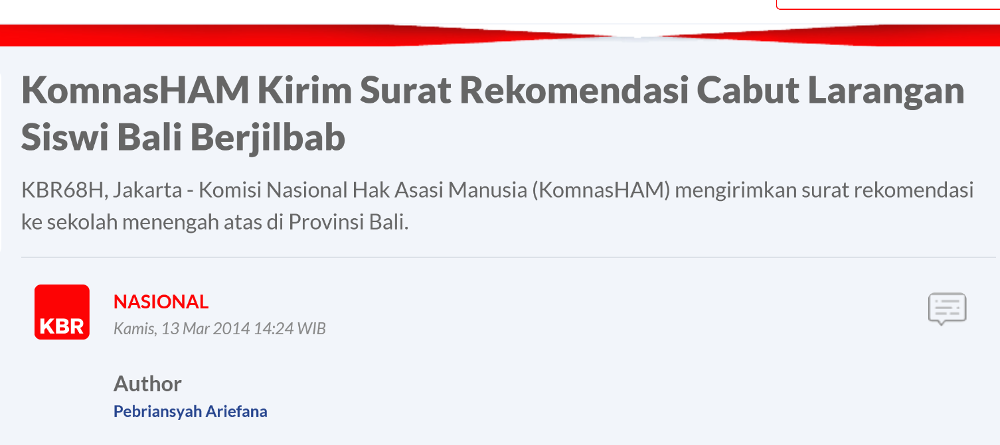 KomnasHAM Kirim Surat Rekomendasi Cabut Larangan
Siswi Bali Berjilbab
KBR68H, Jakarta - Komisi Nasional Hak Asasi Manusia (KomnasHAM) mengirimkan surat rekomendasi
ke sekolah menengah atas di Provinsi Bali.
KBR
NASIONAL
Kamis, 13 Mar 2014 14:24 WIB
Author
Pebriansyah Ariefana